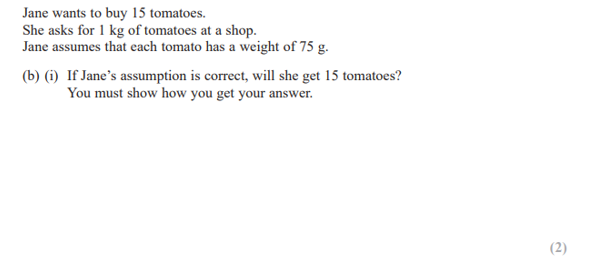 Jane wants to buy 15 tomatoes.
She asks for 1 kg of tomatoes at a shop.
Jane assumes that each tomato has a weight of 75 g.
(b) (i) If Jane's assumption is correct, will she get 15 tomatoes?
You must show how you get your answer.
(2)